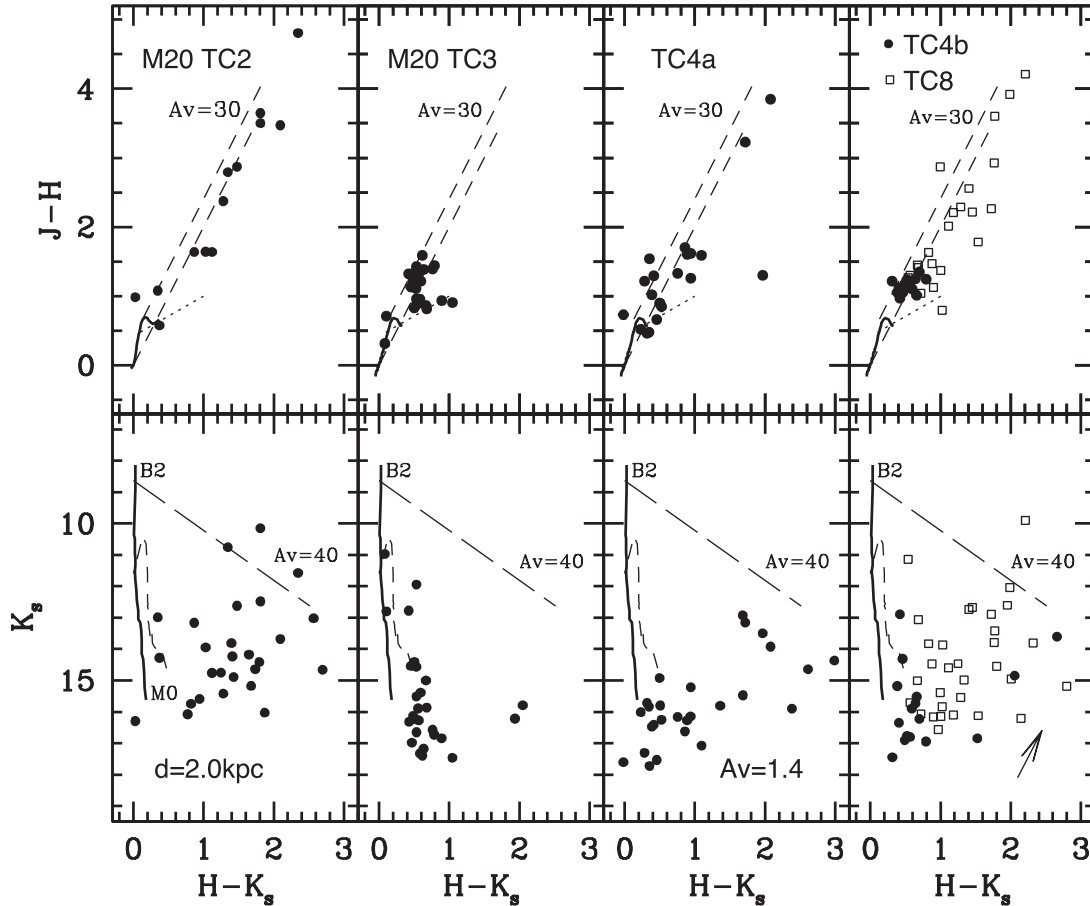 M20 TC2
M20 TC3
TC4a
TC4b
TC8
Av=30
Av=30
Av=30
Av=30
4
2
0
J−H
B2
B2
B2
B2
Av=40
Av=40
Av=40
Av=40
M0
d=2.0kpc
Av=1.4
10
15
Ks
0 1 2 3
0 1 2 3
0 1 2 3
0 1 2 3
H−Ks
H−Ks
H−Ks
H−Ks